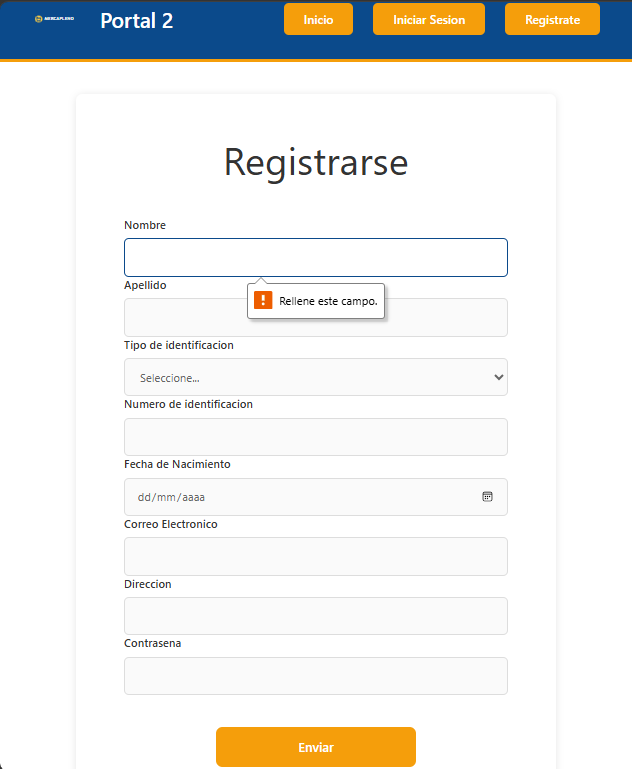 MERCAPLENO
Portal 2
Inicio
Iniciar Sesion
Registrate
Registrarse
Nombre
Rellene este campo.
Apellido
Tipo de identificacion
Seleccione...
Numero de identificacion
Fecha de Nacimiento
dd/mm/aaaa
Correo Electronico
Direccion
Contrasena
Enviar